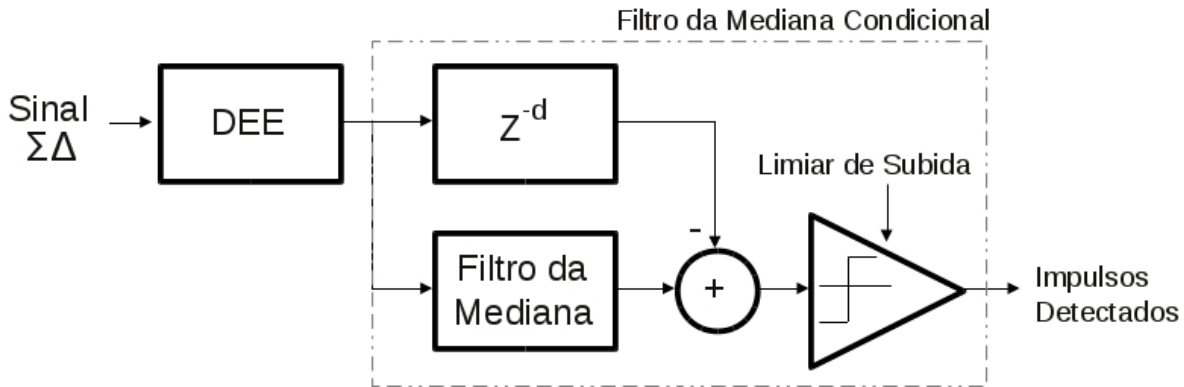 Filtro da Mediana Condicional
Sinal
ΣΔ
DEE
Z^-d
Limiar de Subida
-
Filtro da
Mediana
+
Impulsos
Detectados